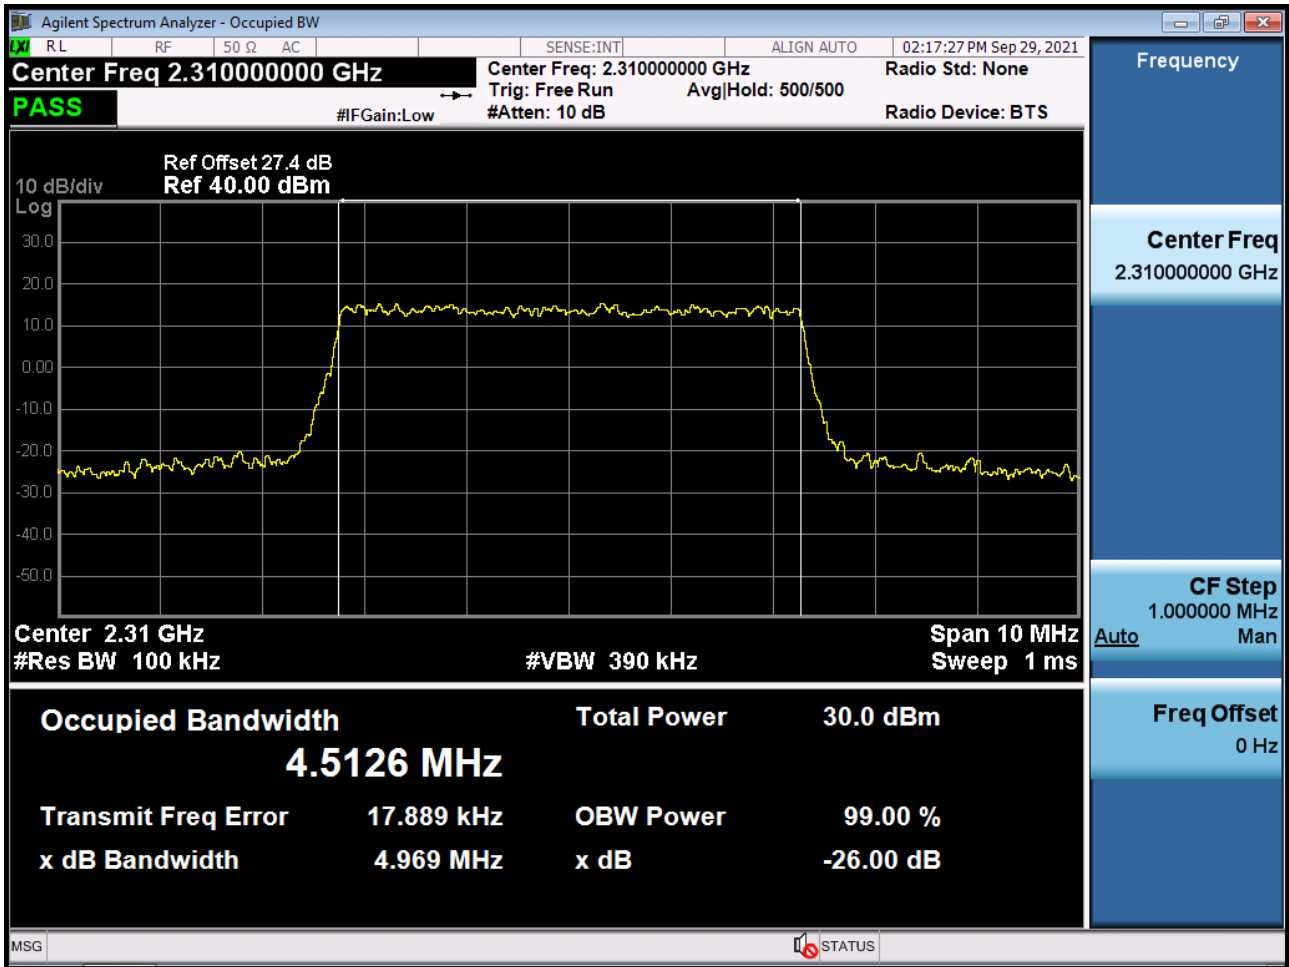 Agilent Spectrum Analyzer - Occupied BW
LXI RL RF 50 Ω AC SENSE:INT ALIGN AUTO 02:17:27 PM Sep 29, 2021
Center Freq 2.310000000 GHz
PASS
#IFGain:Low
Center Freq: 2.310000000 GHz
Trig: Free Run Avg|Hold: 500/500
#Atten: 10 dB
Radio Std: None
Radio Device: BTS
Ref Offset 27.4 dB
10 dB/div Ref 40.00 dBm
Log
30.0
20.0
10.0
0.00
-10.0
-20.0
-30.0
-40.0
-50.0
Center 2.31 GHz Span 10 MHz
#Res BW 100 kHz #VBW 390 kHz Sweep 1 ms
Occupied Bandwidth Total Power 30.0 dBm
4.5126 MHz
Transmit Freq Error 17.889 kHz OBW Power 99.00 %
x dB Bandwidth 4.969 MHz x dB -26.00 dB
Frequency
Center Freq
2.310000000 GHz
CF Step
1.000000 MHz
Auto Man
Freq Offset
0 Hz
MSG STATUS